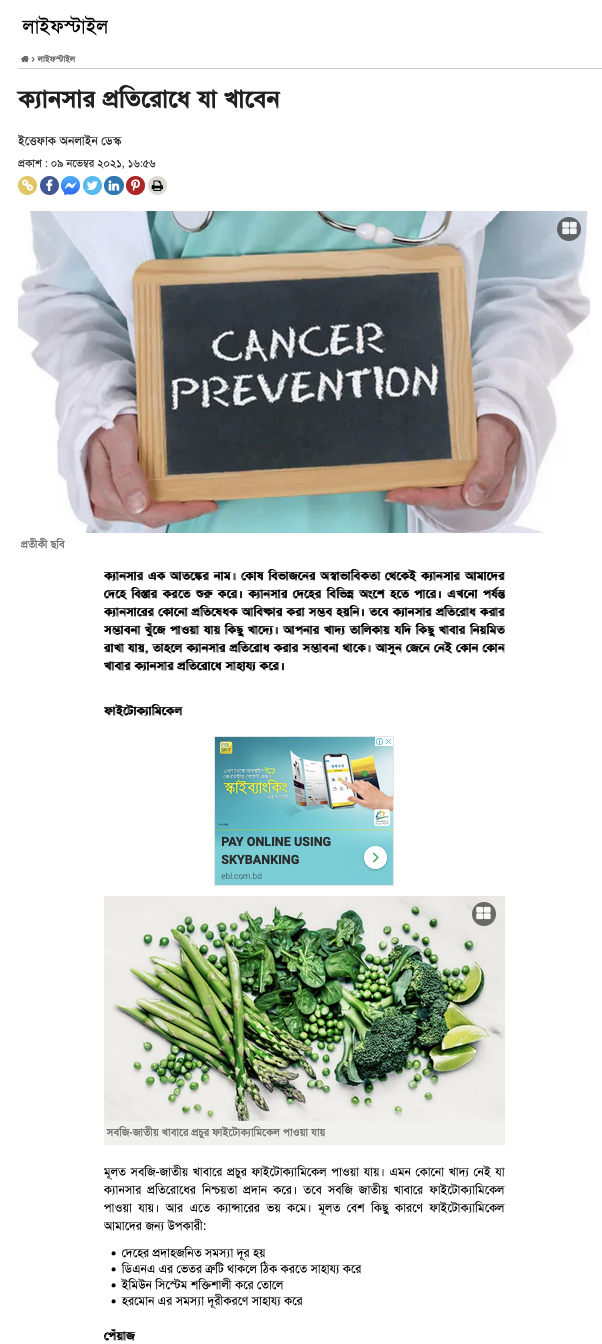 লাইফস্টাইল
› লাইফস্টাইল
ক্যানসার প্রতিরোধে যা খাবেন
ইত্তেফাক অনলাইন ডেস্ক
প্রকাশ : ০৯ নভেম্বর ২০২১, ১৬:৫৬
CANCER
PREVENTION
প্রতীকী ছবি
ক্যানসার এক আতঙ্কের নাম। কোষ বিভাজনের অস্বাভাবিকতা থেকেই ক্যানসার আমাদের
দেহে বিস্তার করতে শুরু করে। ক্যানসার দেহের বিভিন্ন অংশে হতে পারে। এখনো পর্যন্ত
ক্যানসারের কোনো প্রতিষেধক আবিষ্কার করা সম্ভব হয়নি। তবে ক্যানসার প্রতিরোধ করার
সম্ভাবনা খুঁজে পাওয়া যায় কিছু খাদ্যে। আপনার খাদ্য তালিকায় যদি কিছু খাবার নিয়মিত
রাখা যায়, তাহলে ক্যানসার প্রতিরোধ করার সম্ভাবনা থাকে। আসুন জেনে নেই কোন কোন
খাবার ক্যানসার প্রতিরোধে সাহায্য করে।
ফাইটোক্যামিকেল
SKY
স্কাইব্যাংকিং
PAY ONLINE USING
SKYBANKING
ebl.com.bd
সবজি-জাতীয় খাবারে প্রচুর ফাইটোক্যামিকেল পাওয়া যায়
মূলত সবজি-জাতীয় খাবারে প্রচুর ফাইটোক্যামিকেল পাওয়া যায়। এমন কোনো খাদ্য নেই যা
ক্যানসার প্রতিরোধের নিশ্চয়তা প্রদান করে। তবে সবজি জাতীয় খাবারে ফাইটোক্যামিকেল
পাওয়া যায়। আর এতে ক্যান্সারের ভয় কমে। মূলত বেশ কিছু কারণে ফাইটোক্যামিকেল
আমাদের জন্য উপকারী:
• দেহের প্রদাহজনিত সমস্যা দূর হয়
• ডিএনএ এর ভেতর ত্রুটি থাকলে ঠিক করতে সাহায্য করে
• ইমিউন সিস্টেম শক্তিশালী করে তোলে
• হরমোন এর সমস্যা দূরীকরণে সাহায্য করে
পেঁয়াজ